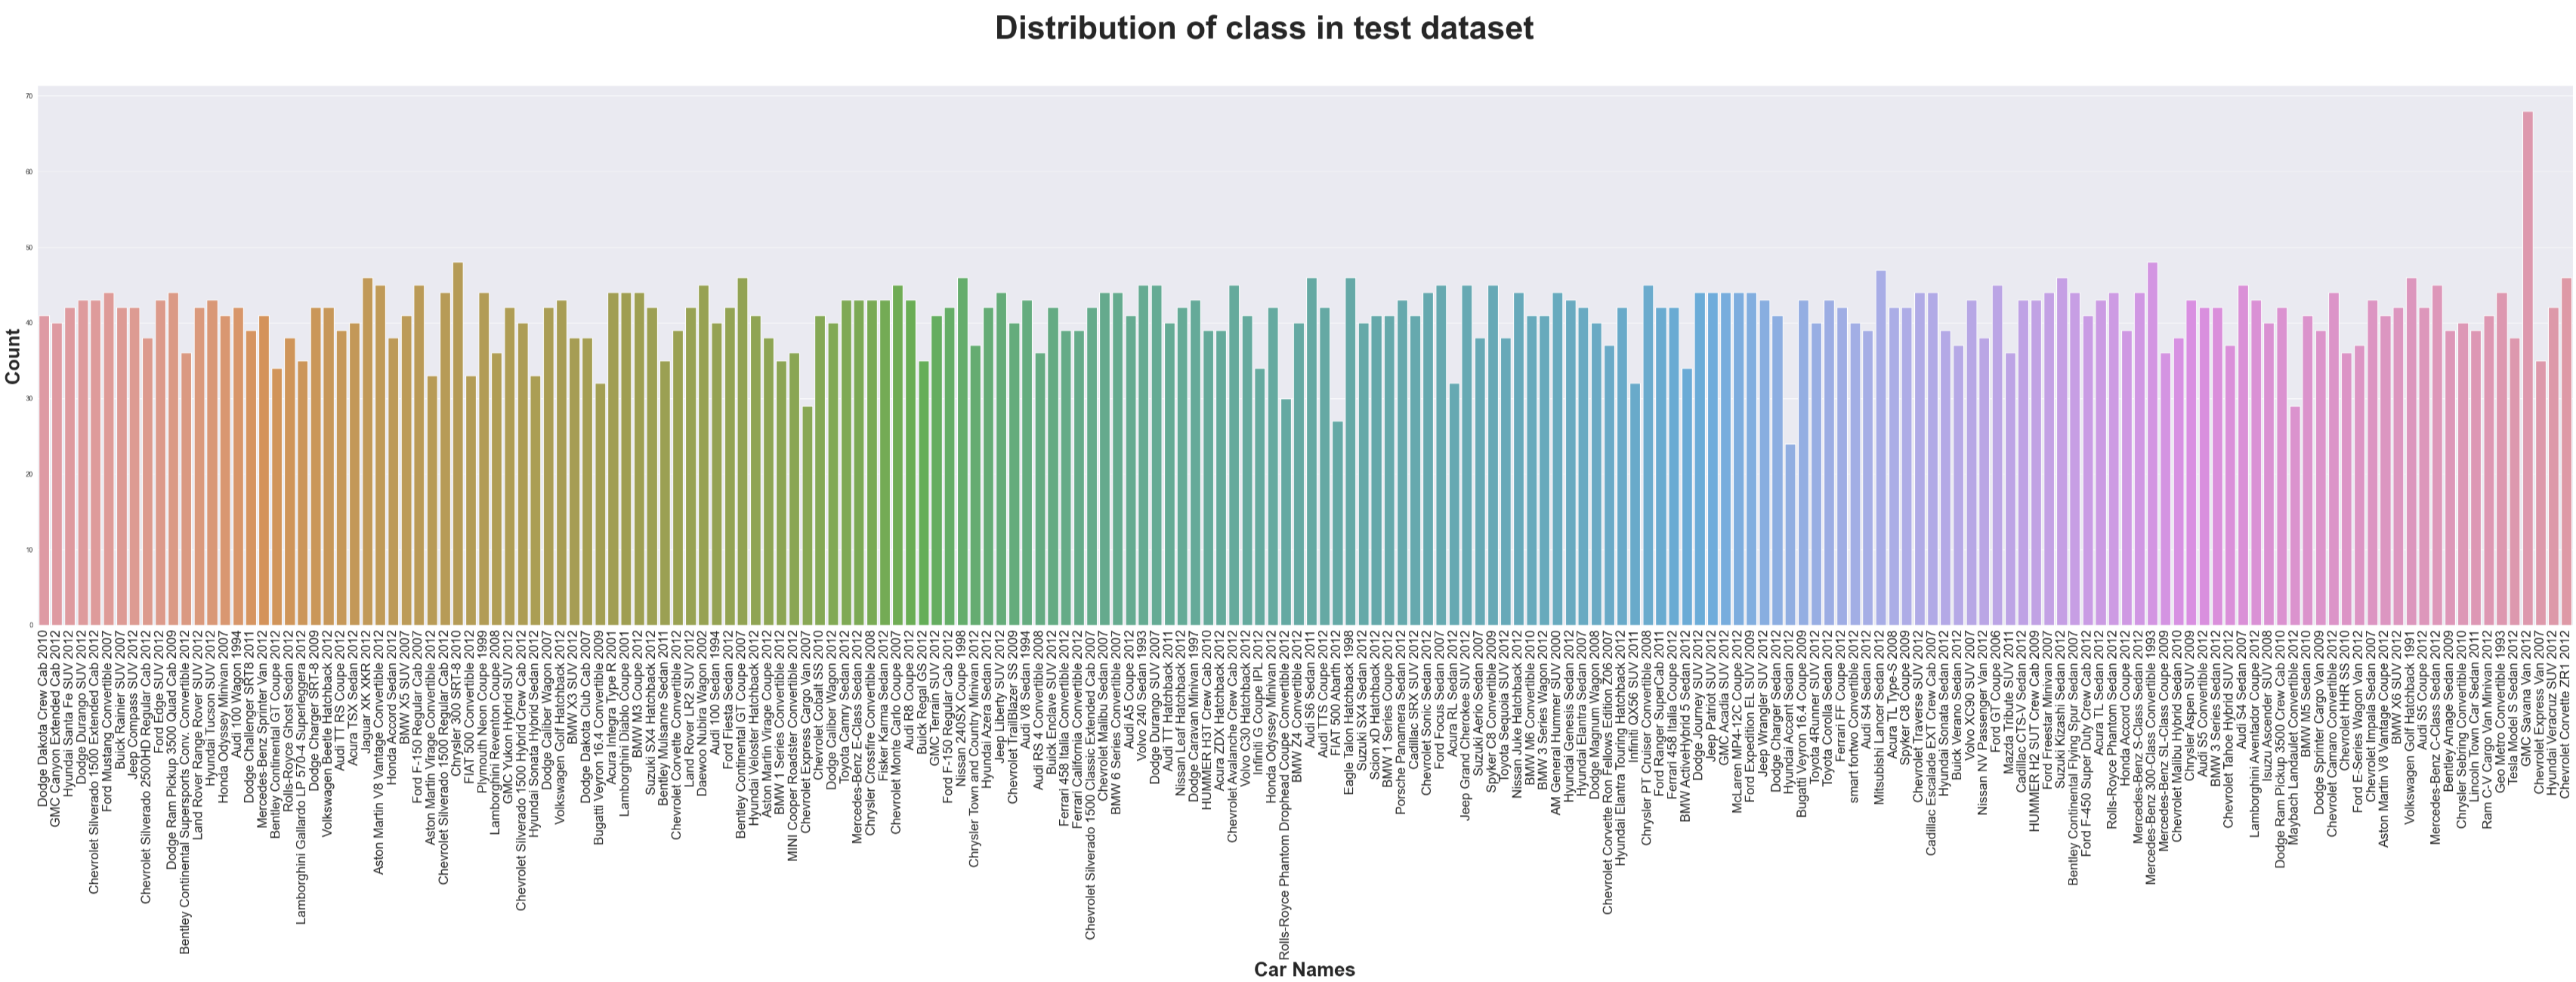 Distribution of class in test dataset
Count
70
60
50
40
30
20
10
0
Dodge Dakota Crew Cab 2010
GMC Canyon Extended Cab 2012
Hyundai Santa Fe SUV 2012
Dodge Durango SUV 2012
Chevrolet Silverado 1500 Extended Cab 2012
Ford Mustang Convertible 2007
Buick Rainier SUV 2007
Jeep Compass SUV 2012
Chevrolet Silverado 2500HD Regular Cab 2012
Ford Edge SUV 2012
Dodge Ram Pickup 3500 Quad Cab 2009
Bentley Continental Supersports Conv. Convertible 2012
Land Rover Range Rover SUV 2012
Hyundai Tucson SUV 2012
Honda Odyssey Minivan 2007
Audi 100 Wagon 1994
Dodge Challenger SRT8 2011
Mercedes-Benz Sprinter Van 2012
Bentley Continental GT Coupe 2012
Rolls-Royce Ghost Sedan 2012
Lamborghini Gallardo LP 570-4 Superleggera 2012
Dodge Charger SRT-8 2009
Volkswagen Beetle Hatchback 2012
Audi TT RS Coupe 2012
Acura TSX Sedan 2012
Jaguar XK XKR 2012
Aston Martin V8 Vantage Convertible 2012
Honda Accord Sedan 2012
BMW X5 SUV 2007
Ford F-150 Regular Cab 2007
Aston Martin Virage Convertible 2012
Chevrolet Silverado 1500 Regular Cab 2012
Chrysler 300 SRT-8 2010
FIAT 500 Convertible 2012
Plymouth Neon Coupe 1999
Lamborghini Reventon Coupe 2008
GMC Yukon Hybrid SUV 2012
Chevrolet Silverado 1500 Hybrid Crew Cab 2012
Hyundai Sonata Hybrid Sedan 2012
Dodge Caliber Wagon 2007
Volkswagen Golf Hatchback 2012
BMW X3 SUV 2012
Dodge Dakota Club Cab 2007
Bugatti Veyron 16.4 Convertible 2009
Acura Integra Type R 2001
Lamborghini Diablo Coupe 2001
BMW M3 Coupe 2012
Suzuki SX4 Hatchback 2012
Bentley Mulsanne Sedan 2011
Chevrolet Corvette Convertible 2012
Land Rover LR2 SUV 2012
Daewoo Nubira Wagon 2002
Audi 100 Sedan 1994
Ford Fiesta Sedan 2012
Bentley Continental GT Coupe 2007
Hyundai Veloster Hatchback 2012
Aston Martin Virage Coupe 2012
BMW 1 Series Convertible 2012
MINI Cooper Roadster Convertible 2012
Chevrolet Express Cargo Van 2007
Chevrolet Cobalt SS 2010
Dodge Caliber Wagon 2012
Toyota Camry Sedan 2012
Mercedes-Benz E-Class Sedan 2012
Chrysler Crossfire Convertible 2008
Fisker Karma Sedan 2012
Chevrolet Monte Carlo Coupe 2007
Audi R8 Coupe 2012
Buick Regal GS 2012
GMC Terrain SUV 2012
Ford F-150 Regular Cab 2012
Nissan 240SX Coupe 1998
Chrysler Town and Country Minivan 2012
Hyundai Azera Sedan 2012
Jeep Liberty SUV 2012
Chevrolet TrailBlazer SS 2009
Audi V8 Sedan 1994
Audi RS 4 Convertible 2008
Buick Enclave SUV 2012
Ferrari 458 Italia Convertible 2012
Ferrari California Convertible 2012
Chevrolet Silverado 1500 Classic Extended Cab 2007
Chevrolet Malibu Sedan 2007
BMW 6 Series Convertible 2007
Audi A5 Coupe 2012
Volvo 240 Sedan 1993
Dodge Durango SUV 2007
Audi TT Hatchback 2011
Nissan Leaf Hatchback 2012
Dodge Caravan Minivan 1997
HUMMER H3T Crew Cab 2010
Acura ZDX Hatchback 2012
Chevrolet Avalanche Crew Cab 2012
Volvo C30 Hatchback 2012
Infiniti G Coupe IPL 2012
Honda Odyssey Minivan 2012
Rolls-Royce Phantom Drophead Coupe Convertible 2012
BMW Z4 Convertible 2012
Audi S6 Sedan 2011
Audi TTS Coupe 2012
FIAT 500 Abarth 2012
Eagle Talon Hatchback 1998
Suzuki SX4 Sedan 2012
Scion xD Hatchback 2012
BMW 1 Series Coupe 2012
Porsche Panamera Sedan 2012
Cadillac SRX SUV 2012
Chevrolet Sonic Sedan 2012
Ford Focus Sedan 2007
Acura RL Sedan 2012
Jeep Grand Cherokee SUV 2012
Suzuki Aerio Sedan 2007
Spyker C8 Convertible 2009
Toyota Sequoia SUV 2012
Nissan Juke Hatchback 2012
BMW M6 Convertible 2010
BMW 3 Series Wagon 2012
AM General Hummer SUV 2000
Hyundai Genesis Sedan 2012
Hyundai Elantra Sedan 2007
Dodge Magnum Wagon 2008
Chevrolet Corvette Ron Fellows Edition Z06 2007
Hyundai Elantra Touring Hatchback 2012
Infiniti QX56 SUV 2011
Chrysler PT Cruiser Convertible 2008
Ford Ranger SuperCab 2011
Ferrari 458 Italia Coupe 2012
BMW ActiveHybrid 5 Sedan 2012
Dodge Journey SUV 2012
Jeep Patriot SUV 2012
GMC Acadia SUV 2012
McLaren MP4-12C Coupe 2012
Ford Expedition EL SUV 2009
Jeep Wrangler SUV 2012
Dodge Charger Sedan 2012
Hyundai Accent Sedan 2012
Bugatti Veyron 16.4 Coupe 2009
Toyota 4Runner SUV 2012
Toyota Corolla Sedan 2012
Ferrari FF Coupe 2012
smart fortwo Convertible 2012
Audi S4 Sedan 2012
Mitsubishi Lancer Sedan 2012
Acura TL Type-S 2008
Spyker C8 Coupe 2009
Chevrolet Traverse SUV 2012
Cadillac Escalade EXT Crew Cab 2007
Hyundai Sonata Sedan 2012
Buick Verano Sedan 2012
Volvo XC90 SUV 2007
Nissan NV Passenger Van 2012
Ford GT Coupe 2006
Mazda Tribute SUV 2011
Cadillac CTS-V Sedan 2012
HUMMER H2 SUT Crew Cab 2009
Ford Freestar Minivan 2007
Suzuki Kizashi Sedan 2012
Bentley Continental Flying Spur Sedan 2007
Ford F-450 Super Duty Crew Cab 2012
Acura TL Sedan 2012
Rolls-Royce Phantom Sedan 2012
Honda Accord Coupe 2012
Mercedes-Benz S-Class Sedan 2012
Mercedes-Benz 300-Class Convertible 1993
Mercedes-Benz SL-Class Coupe 2009
Chevrolet Malibu Hybrid Sedan 2010
Chrysler Aspen SUV 2009
Audi S5 Convertible 2012
BMW 3 Series Sedan 2012
Chevrolet Tahoe Hybrid SUV 2012
Audi S4 Sedan 2007
Lamborghini Aventador Coupe 2012
Isuzu Ascender SUV 2008
Dodge Ram Pickup 3500 Crew Cab 2010
Maybach Landaulet Convertible 2012
BMW M5 Sedan 2010
Dodge Sprinter Cargo Van 2009
Chevrolet Camaro Convertible 2012
Chevrolet HHR SS 2010
Ford E-Series Wagon Van 2012
Chevrolet Impala Sedan 2007
Aston Martin V8 Vantage Coupe 2012
BMW X6 SUV 2012
Volkswagen Golf Hatchback 1991
Audi S5 Coupe 2012
Mercedes-Benz C-Class Sedan 2012
Bentley Arnage Sedan 2009
Chrysler Sebring Convertible 2010
Lincoln Town Car Sedan 2011
Ram C-V Cargo Van Minivan 2012
Geo Metro Convertible 1993
Tesla Model S Sedan 2012
GMC Savana Van 2012
Chevrolet Express Van 2007
Hyundai Veracruz SUV 2012
Chevrolet Corvette ZR1 2012
Car Names